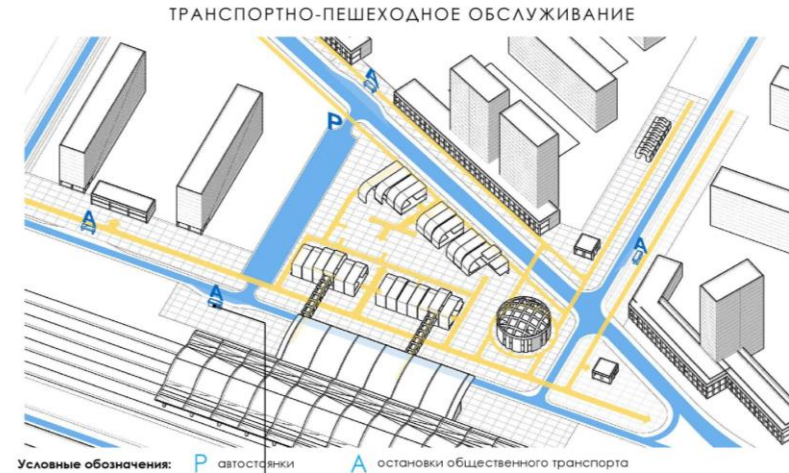 ТРАНСПОРТНО-ПЕШЕХОДНОЕ ОБСЛУЖИВАНИЕ
А
Р
А
А
А
Условные обозначения: Р автостоянки А остановки общественного транспорта